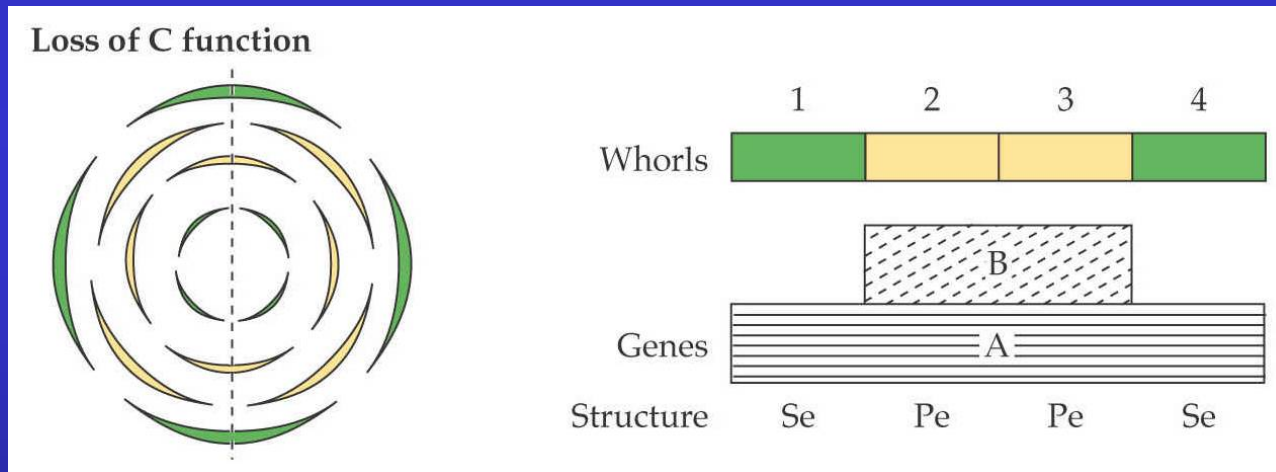 Loss of C function
1 2 3 4
Whorls
B
Genes A
Structure Se Pe Pe Se